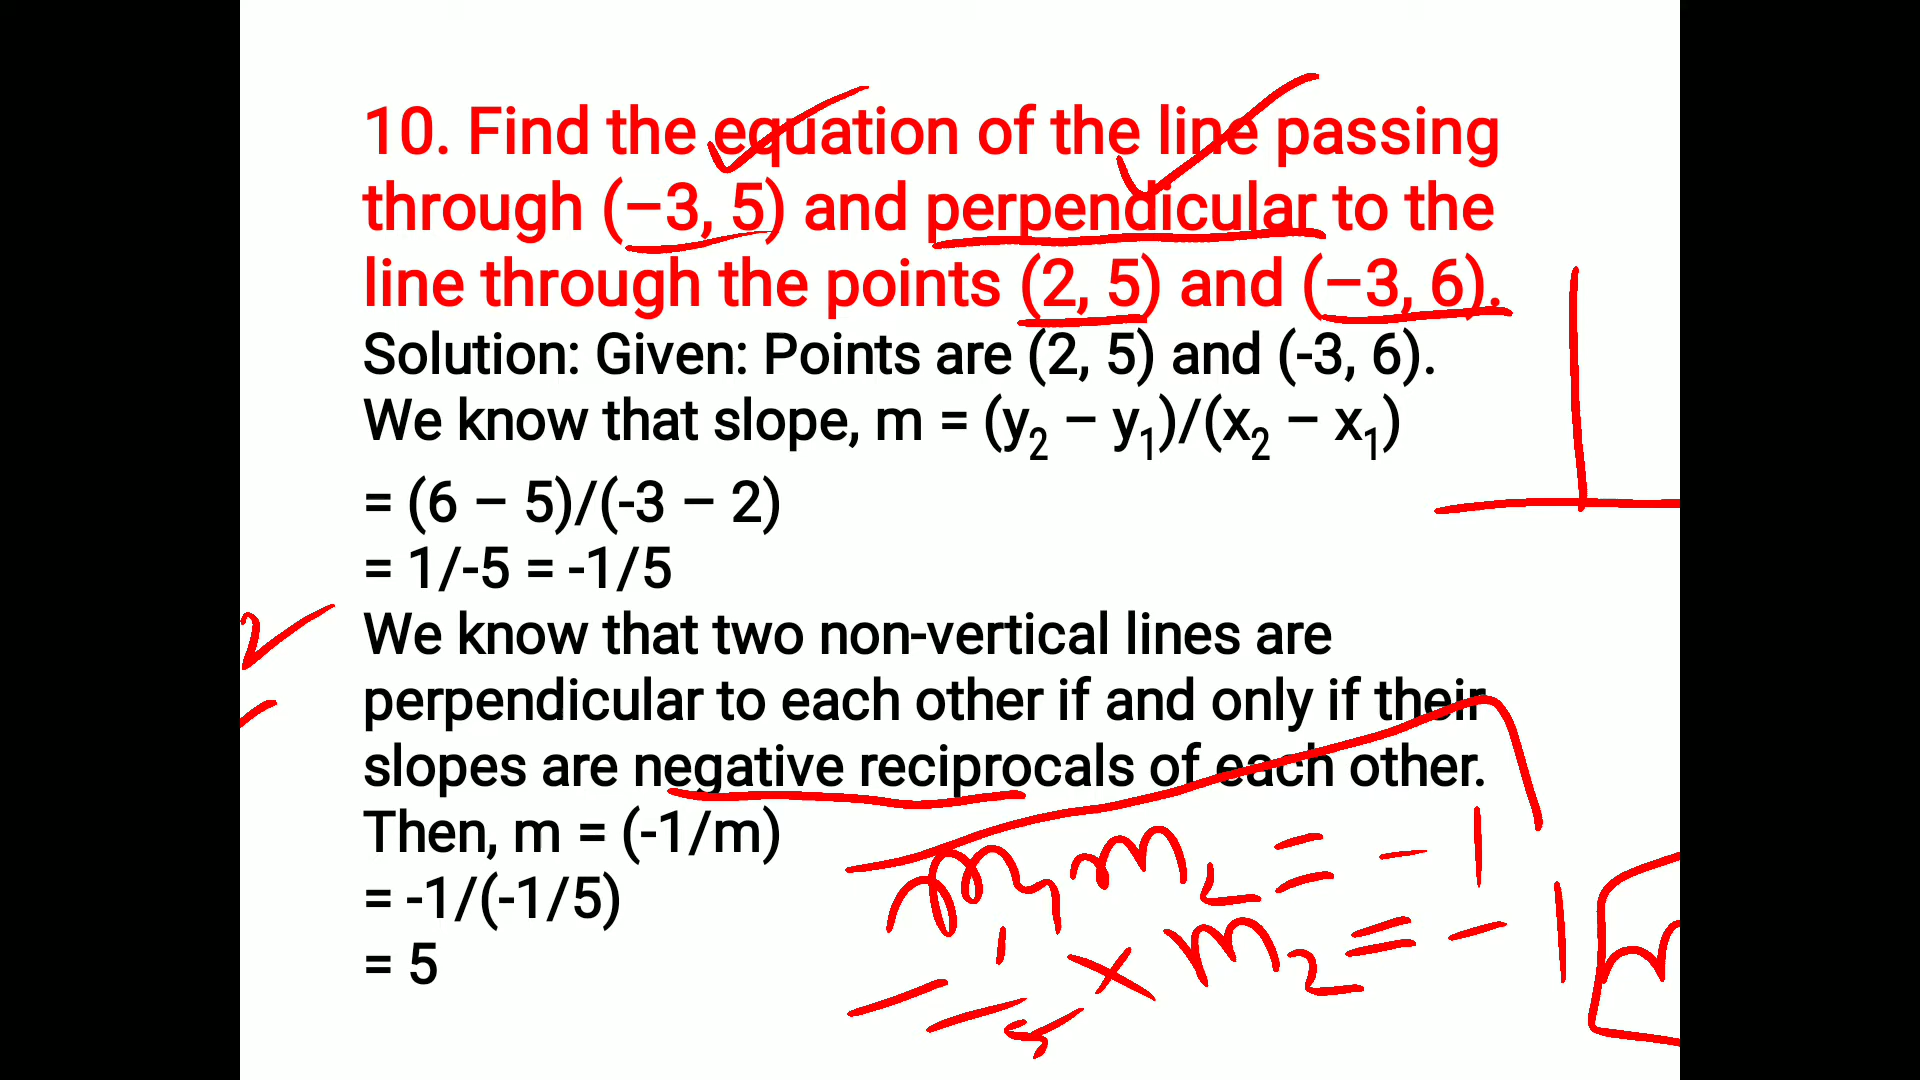 10. Find the equation of the line passing
through (–3, 5) and perpendicular to the
line through the points (2, 5) and (–3, 6).
Solution: Given: Points are (2, 5) and (-3, 6).
We know that slope, m = (y₂ – y₁)/(x₂ – x₁)
= (6 – 5)/(-3 – 2)
= 1/-5 = -1/5
We know that two non-vertical lines are
perpendicular to each other if and only if their
slopes are negative reciprocals of each other.
Then, m = (-1/m)
= -1/(-1/5)
= 5
m₁ m₂ = -1
-1/5 × m₂ = -1